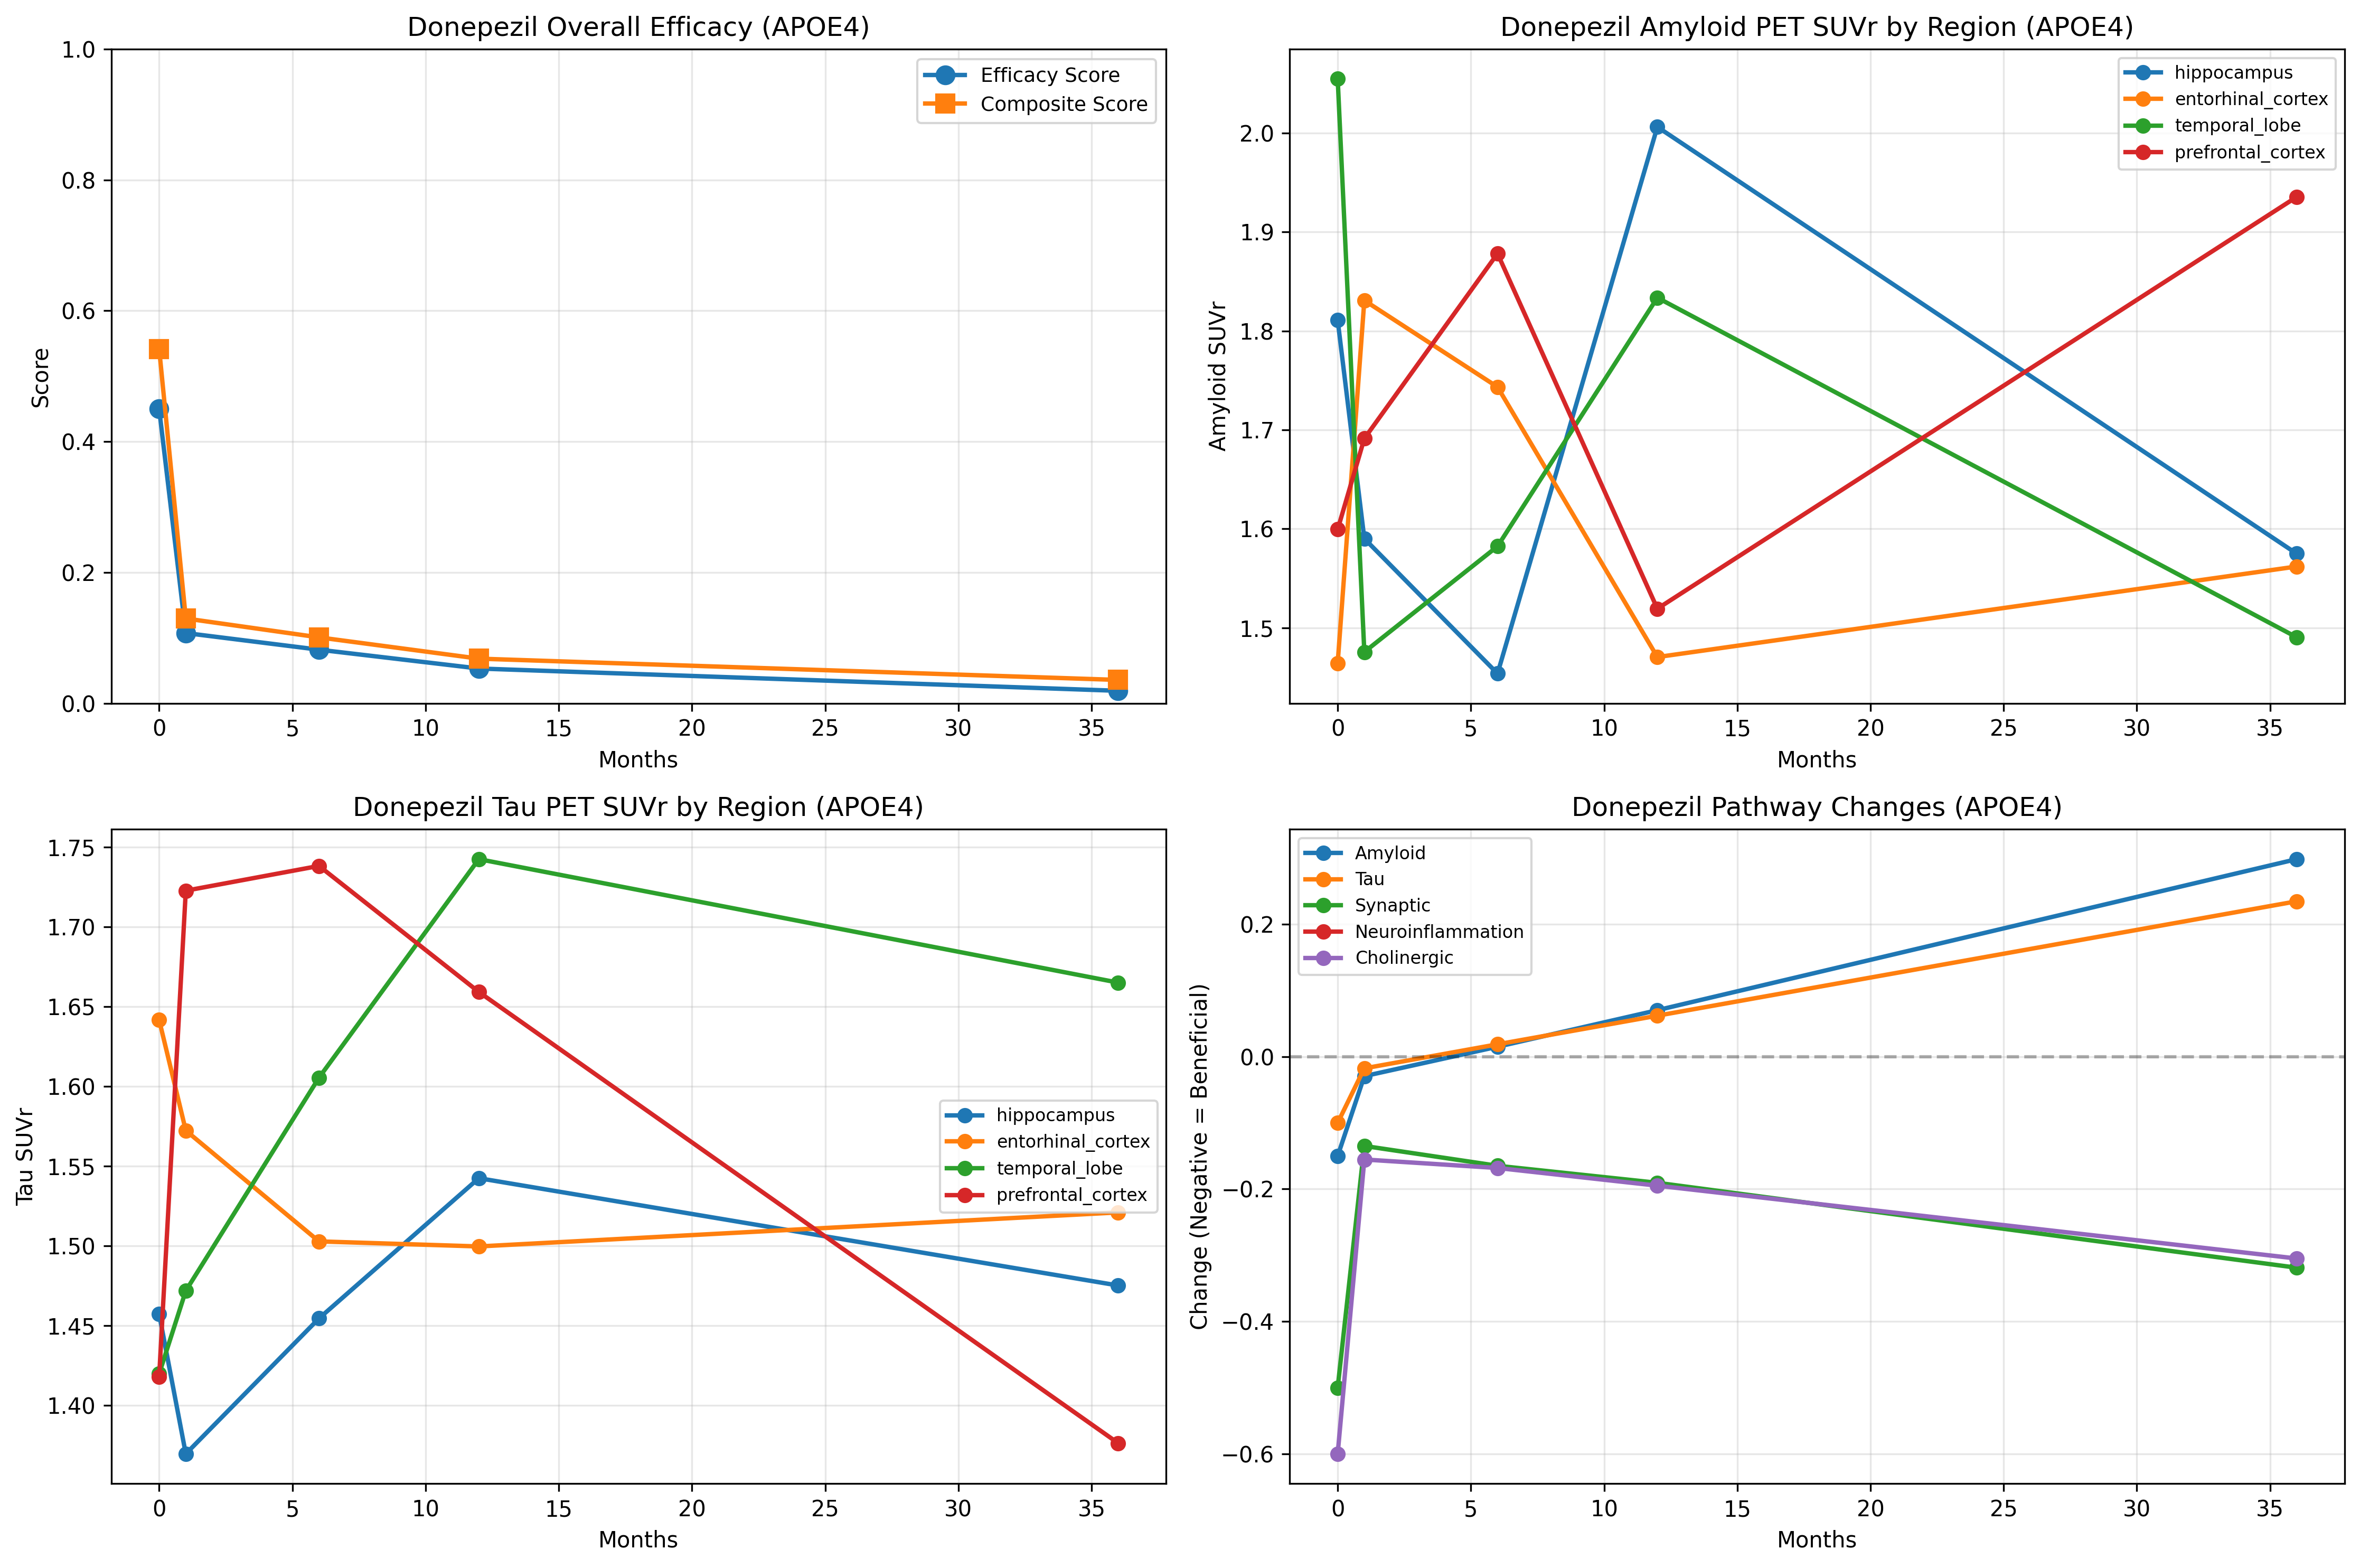 Donepezil Overall Efficacy (APOE4)
1.0
0.8
0.6
0.4
0.2
0.0
Score
Efficacy Score
Composite Score
0 5 10 15 20 25 30 35
Months
Donepezil Amyloid PET SUVr by Region (APOE4)
2.0
1.9
1.8
1.7
1.6
1.5
Amyloid SUVr
hippocampus
entorhinal_cortex
temporal_lobe
prefrontal_cortex
0 5 10 15 20 25 30 35
Months
Donepezil Tau PET SUVr by Region (APOE4)
1.75
1.70
1.65
1.60
1.55
1.50
1.45
1.40
Tau SUVr
hippocampus
entorhinal_cortex
temporal_lobe
prefrontal_cortex
0 5 10 15 20 25 30 35
Months
Donepezil Pathway Changes (APOE4)
0.2
0.0
−0.2
−0.4
−0.6
Change (Negative = Beneficial)
Amyloid
Tau
Synaptic
Neuroinflammation
Cholinergic
0 5 10 15 20 25 30 35
Months